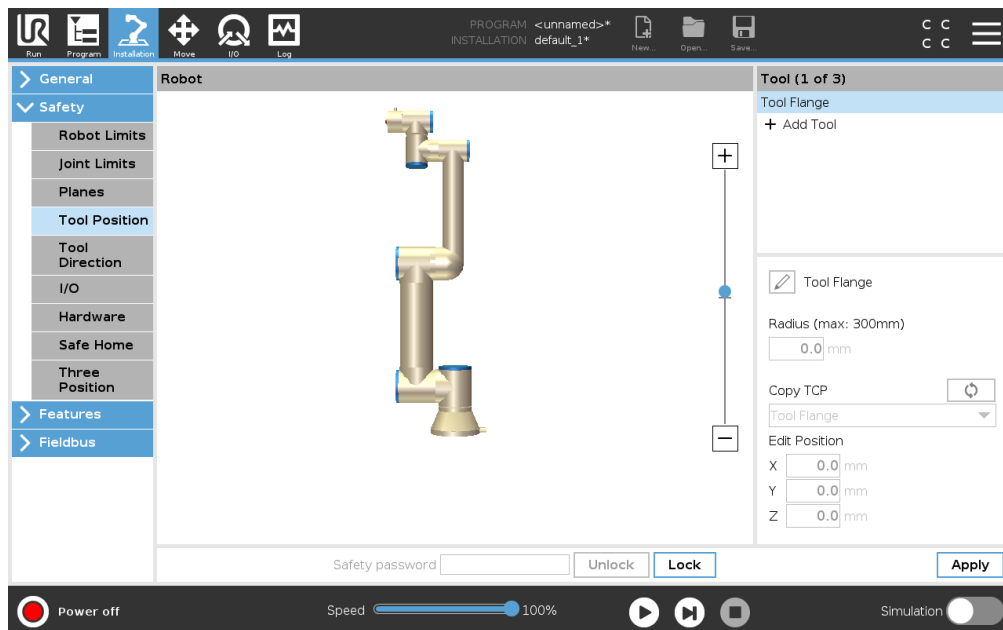 UR
Run
Program
Installation
Move
I/O
Log
PROGRAM <unnamed>*
INSTALLATION default_1*
New...
Open...
Save...
C C
C C
General
Safety
Robot Limits
Joint Limits
Planes
Tool Position
Tool
Direction
I/O
Hardware
Safe Home
Three
Position
Features
Fieldbus
Robot
+
−
Tool (1 of 3)
Tool Flange
+ Add Tool
Tool Flange
Radius (max: 300mm)
0.0 mm
Copy TCP
Tool Flange
Edit Position
X 0.0 mm
Y 0.0 mm
Z 0.0 mm
Safety password
Unlock
Lock
Apply
Power off
Speed
100%
Simulation